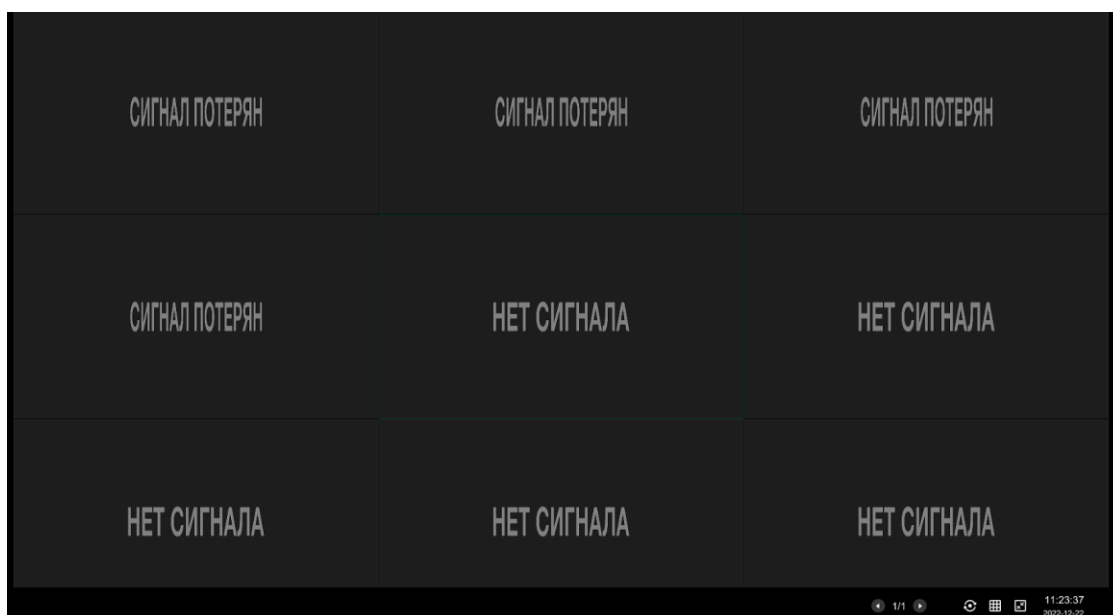 СИГНАЛ ПОТЕРЯН СИГНАЛ ПОТЕРЯН СИГНАЛ ПОТЕРЯН
СИГНАЛ ПОТЕРЯН НЕТ СИГНАЛА НЕТ СИГНАЛА
НЕТ СИГНАЛА НЕТ СИГНАЛА НЕТ СИГНАЛА
1/1 11:23:37
2022-12-22